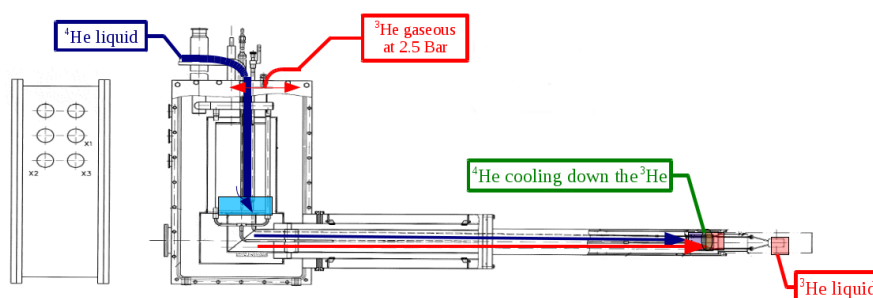 ⁴He liquid
³He gaseous
at 2.5 Bar
X1
X2
X3
⁴He cooling down the ³He
³He liquid